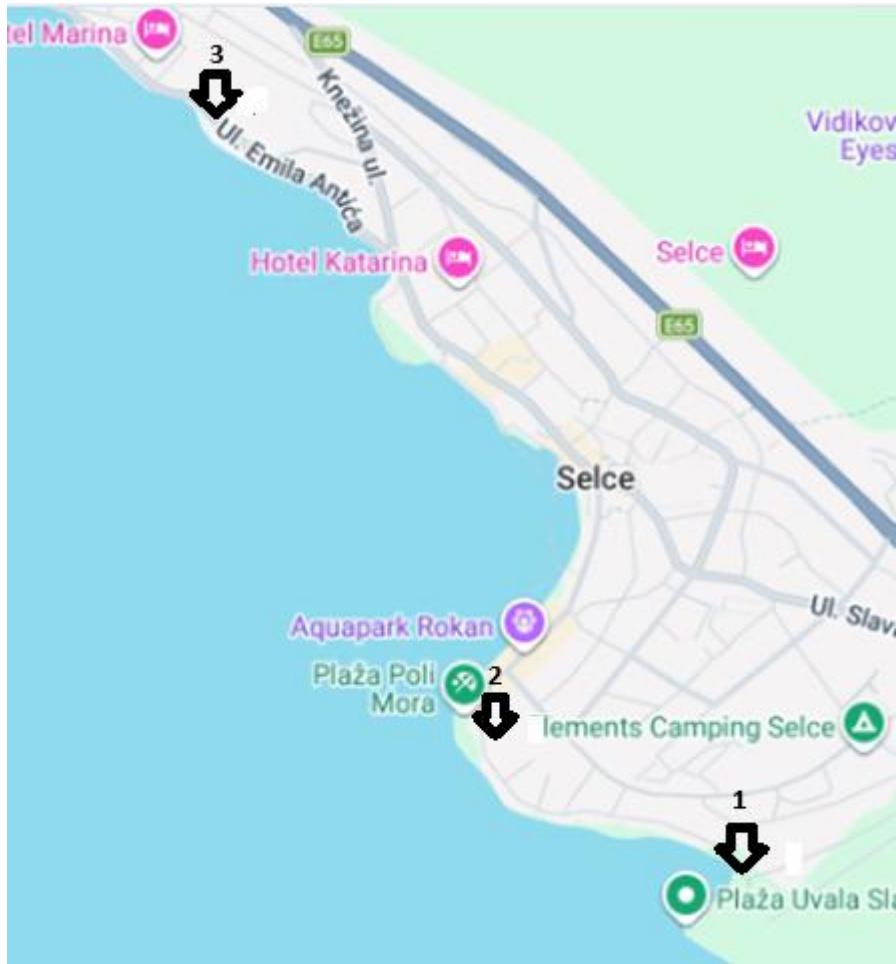 tel Marina
3
E65
Knežina ul.
Ul. Emila Antića
Vidikov
Eyes
Hotel Katarina
Selce
E65
Selce
Ul. Slava
Aquapark Rokan
Plaža Poli
Mora
2
lements Camping Selce
1
Plaža Uvala Sla